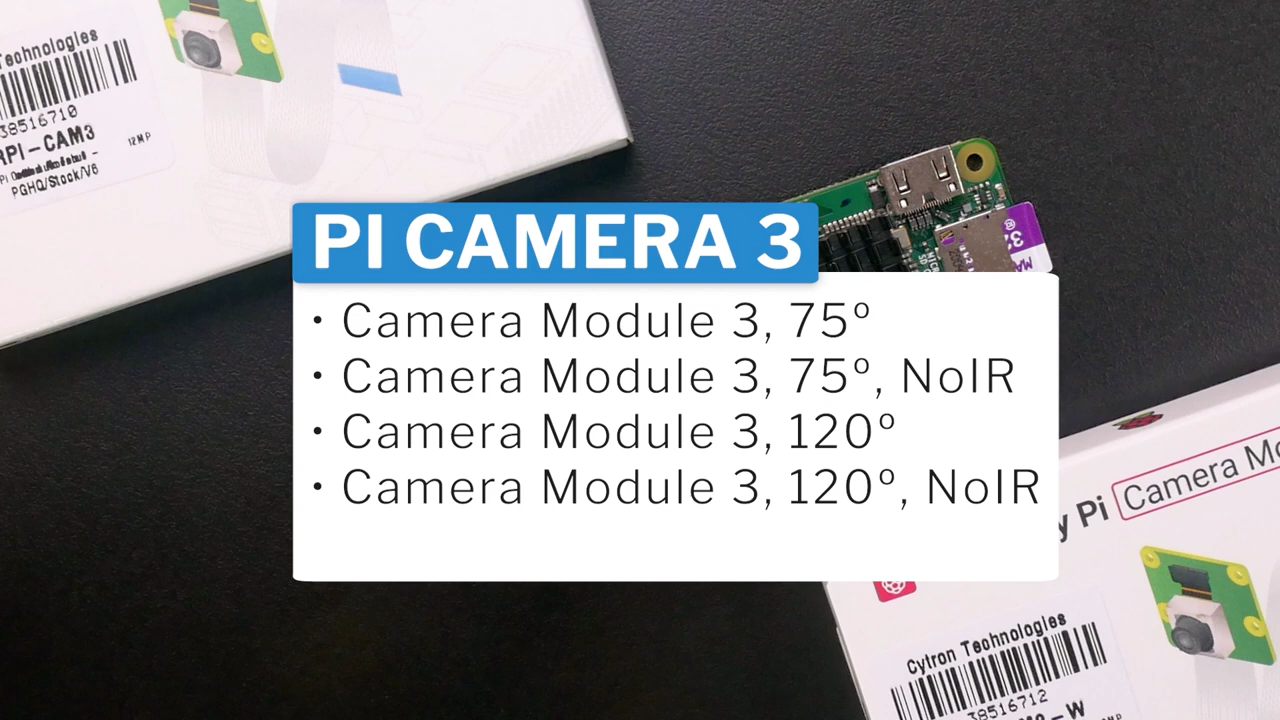 Technologies
38516710
RPI-CAM3
12MP
PGHQ/Stock/V6
PI CAMERA 3
• Camera Module 3, 75º
• Camera Module 3, 75º, NoIR
• Camera Module 3, 120º
• Camera Module 3, 120º, NoIR
32
y Pi Camera Mo
Cytron Technologies
38516712
-W